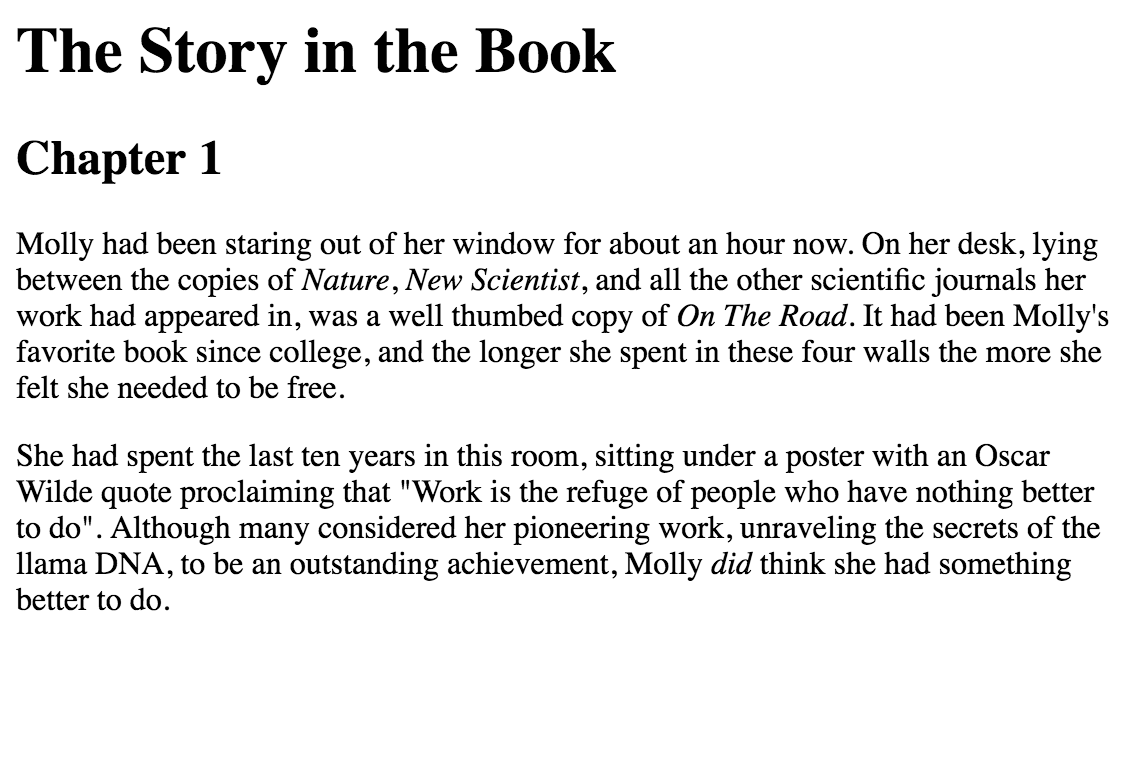 The Story in the Book
Chapter 1
Molly had been staring out of her window for about an hour now. On her desk, lying
between the copies of Nature, New Scientist, and all the other scientific journals her
work had appeared in, was a well thumbed copy of On The Road. It had been Molly's
favorite book since college, and the longer she spent in these four walls the more she
felt she needed to be free.
She had spent the last ten years in this room, sitting under a poster with an Oscar
Wilde quote proclaiming that "Work is the refuge of people who have nothing better
to do". Although many considered her pioneering work, unraveling the secrets of the
llama DNA, to be an outstanding achievement, Molly did think she had something
better to do.